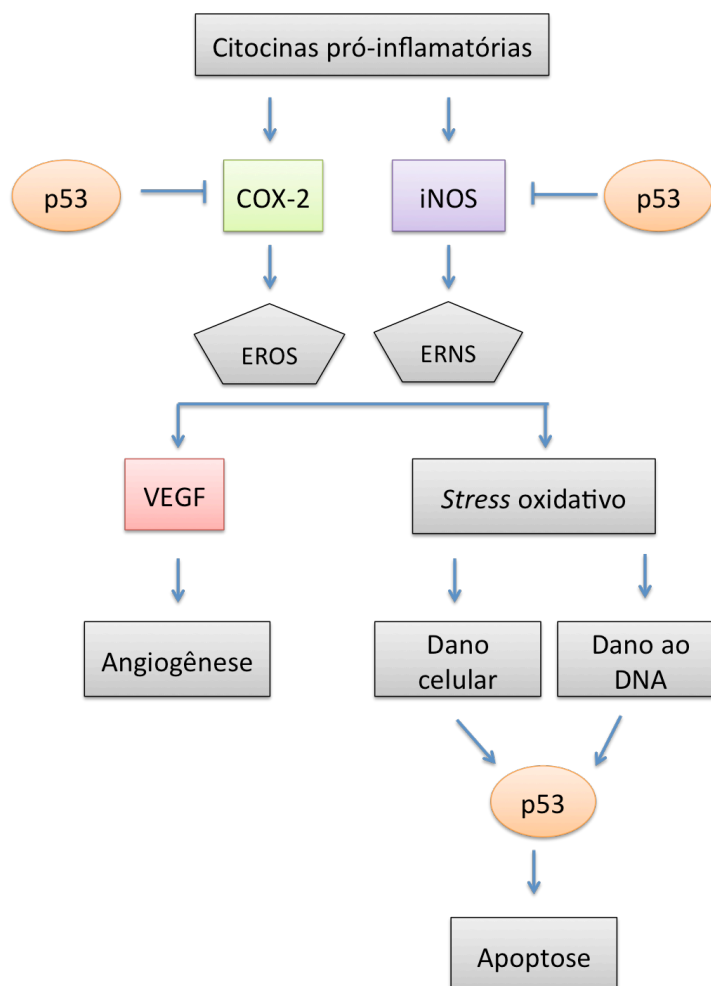 Citocinas pró-inflamatórias
p53
COX-2
iNOS
p53
EROS
ERNS
VEGF
Stress oxidativo
Angiogênese
Dano
celular
Dano ao
DNA
p53
Apoptose